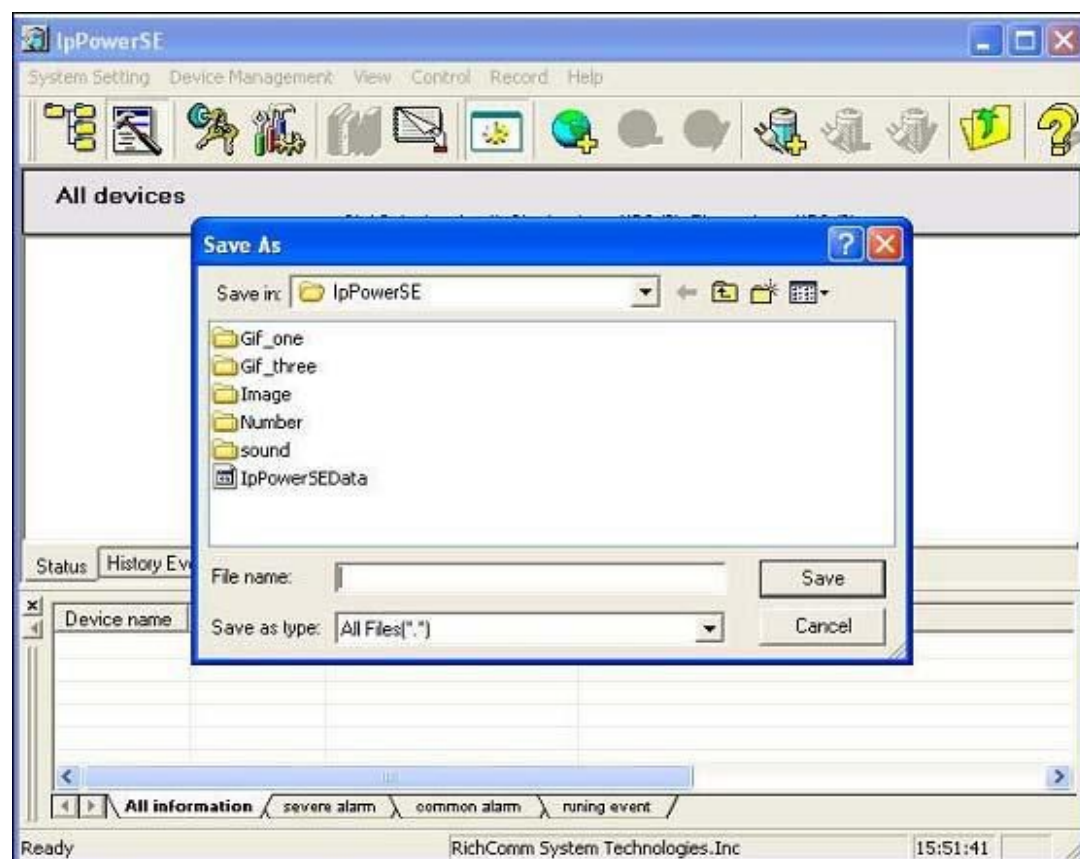 IpPowerSE
System Setting Device Management View Control Record Help
All devices
Save As
Save in: IpPowerSE
Gif_one
Gif_three
Image
Number
sound
IpPowerSEData
File name:
Save
Save as type: All Files(".")
Cancel
Status History Ev
Device name
All information severe alarm common alarm runing event
Ready RichComm System Technologies.Inc 15:51:41